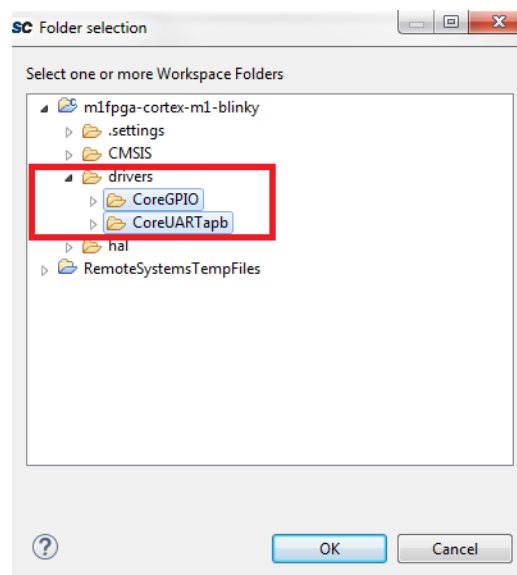 SC Folder selection
Select one or more Workspace Folders
m1fpga-cortex-m1-blinky
.settings
CMSIS
drivers
CoreGPIO
CoreUARTapb
hal
RemoteSystemsTempFiles
?
OK Cancel